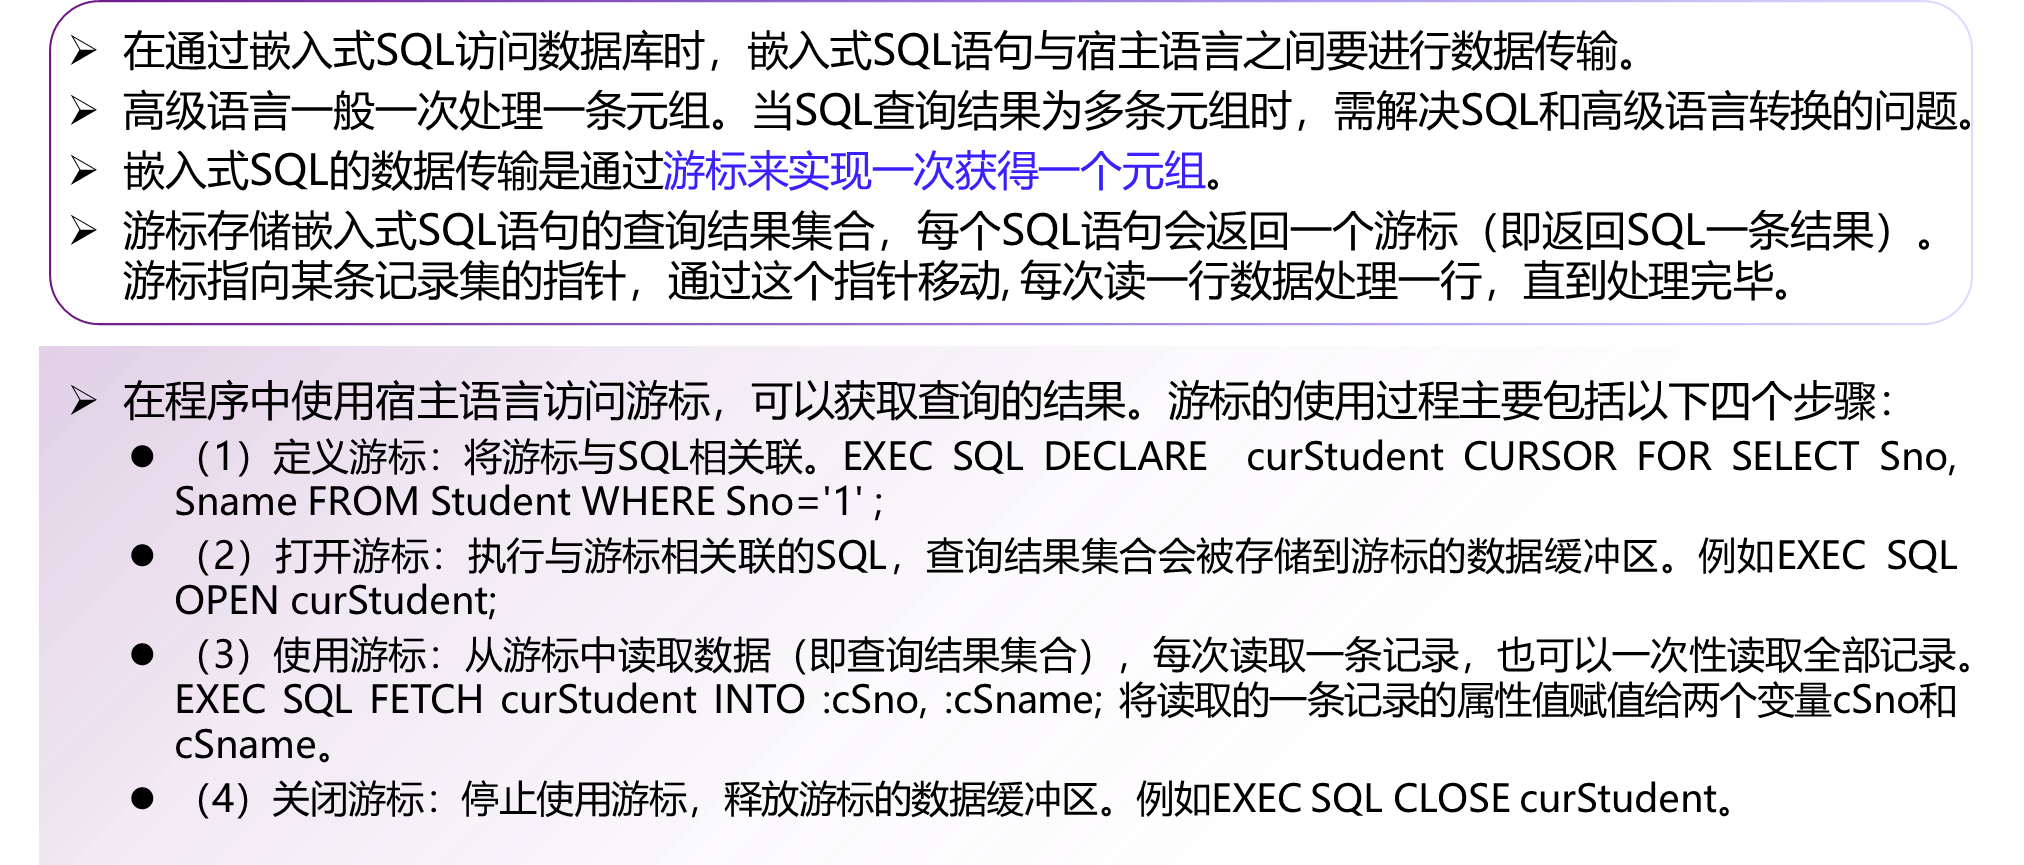 ➢ 在通过嵌入式SQL访问数据库时，嵌入式SQL语句与宿主语言之间要进行数据传输。
➢ 高级语言一般一次处理一条元组。当SQL查询结果为多条元组时，需解决SQL和高级语言转换的问题。
➢ 嵌入式SQL的数据传输是通过游标来实现一次获得一个元组。
➢ 游标存储嵌入式SQL语句的查询结果集合，每个SQL语句会返回一个游标（即返回SQL一条结果）。
游标指向某条记录集的指针，通过这个指针移动, 每次读一行数据处理一行，直到处理完毕。
➢ 在程序中使用宿主语言访问游标，可以获取查询的结果。游标的使用过程主要包括以下四个步骤：
● （1）定义游标：将游标与SQL相关联。EXEC SQL DECLARE curStudent CURSOR FOR SELECT Sno,
Sname FROM Student WHERE Sno='1' ;
● （2）打开游标：执行与游标相关联的SQL，查询结果集合会被存储到游标的数据缓冲区。例如EXEC SQL
OPEN curStudent;
● （3）使用游标：从游标中读取数据（即查询结果集合），每次读取一条记录，也可以一次性读取全部记录。
EXEC SQL FETCH curStudent INTO :cSno, :cSname; 将读取的一条记录的属性值赋值给两个变量cSno和
cSname。
● （4）关闭游标：停止使用游标，释放游标的数据缓冲区。例如EXEC SQL CLOSE curStudent。